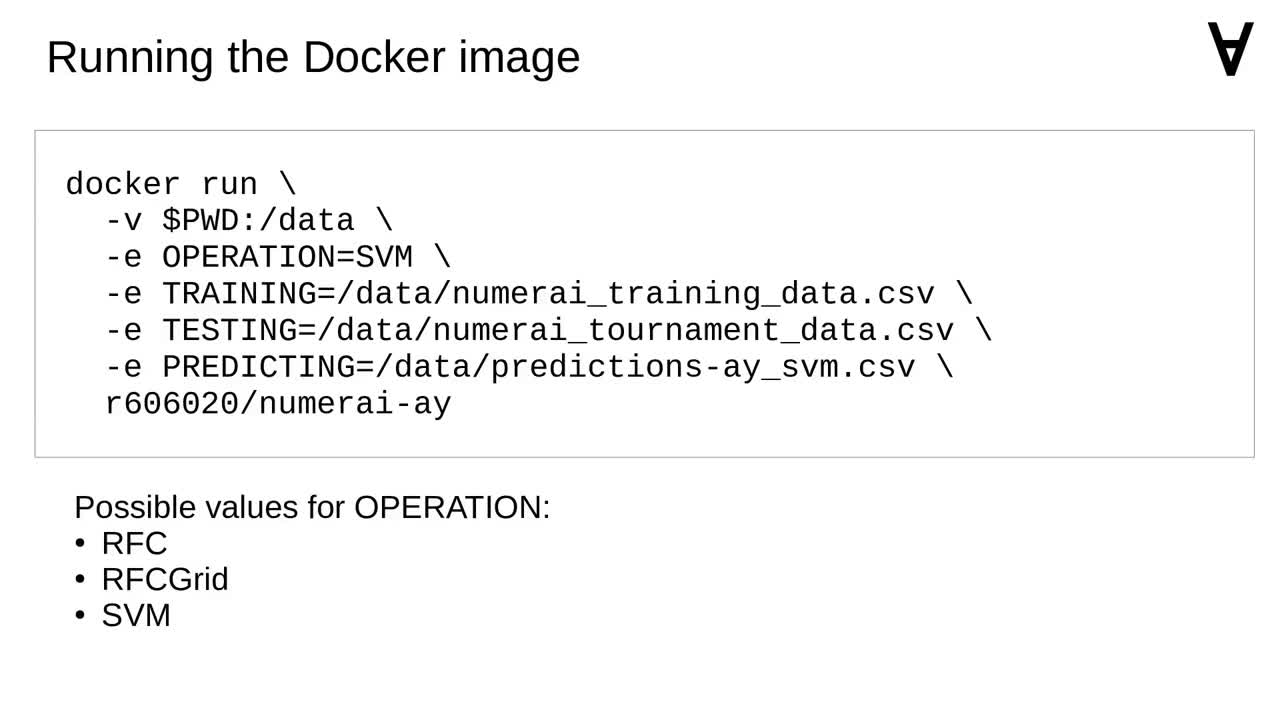 Running the Docker image
∀
docker run \
-v $PWD:/data \
-e OPERATION=SVM \
-e TRAINING=/data/numerai_training_data.csv \
-e TESTING=/data/numerai_tournament_data.csv \
-e PREDICTING=/data/predictions-ay_svm.csv \
r606020/numerai-ay
Possible values for OPERATION:
• RFC
• RFCGrid
• SVM